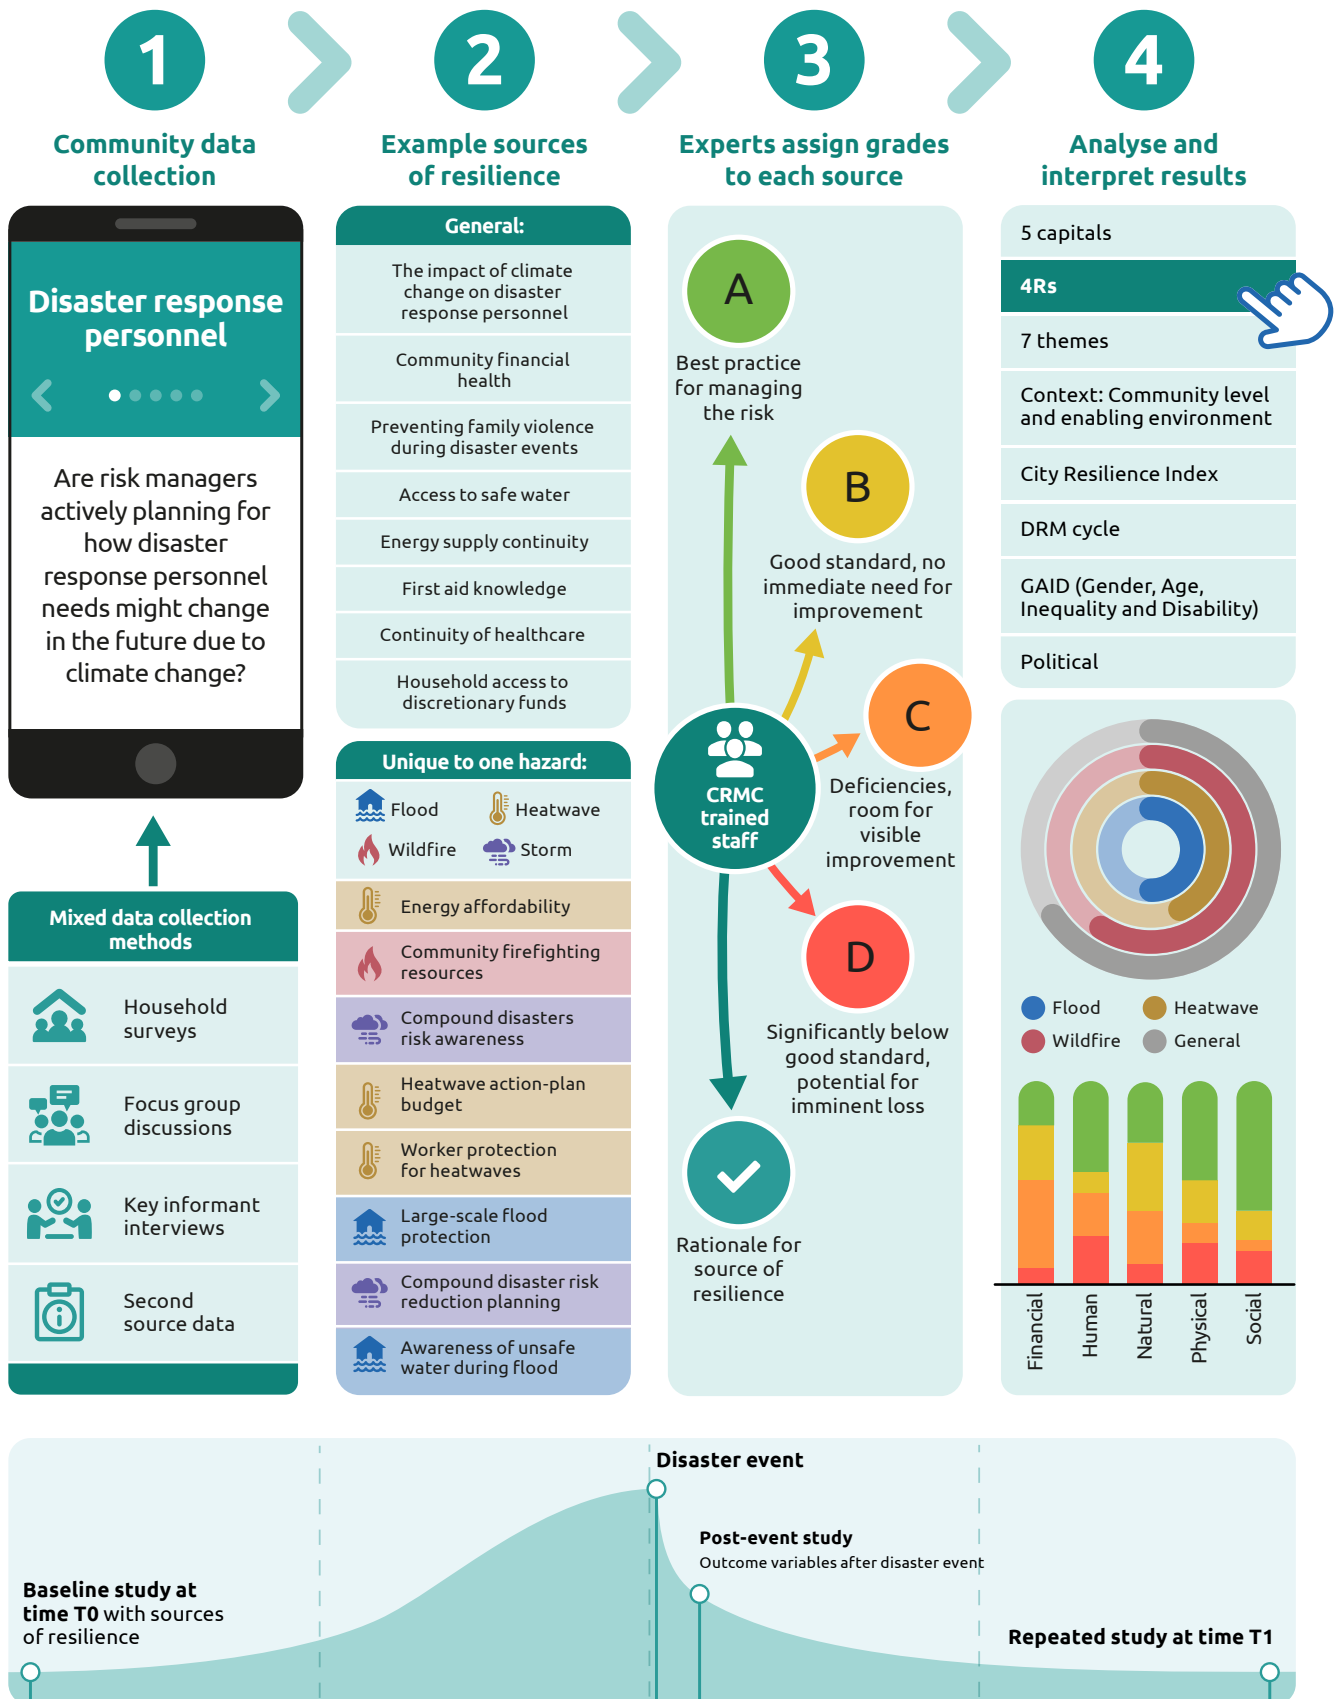 1
2
3
4
Community data
collection
Example sources
of resilience
Experts assign grades
to each source
Analyse and
interpret results
Disaster response
personnel
Are risk managers
actively planning for
how disaster
response personnel
needs might change
in the future due to
climate change?
Mixed data collection
methods
Household
surveys
Focus group
discussions
Key informant
interviews
Second
source data
General:
The impact of climate
change on disaster
response personnel
Community financial
health
Preventing family violence
during disaster events
Access to safe water
Energy supply continuity
First aid knowledge
Continuity of healthcare
Household access to
discretionary funds
Unique to one hazard:
Flood
Heatwave
Wildfire
Storm
Energy affordability
Community firefighting
resources
Compound disasters
risk awareness
Heatwave action-plan
budget
Worker protection
for heatwaves
Large-scale flood
protection
Compound disaster risk
reduction planning
Awareness of unsafe
water during flood
A
Best practice
for managing
the risk
B
Good standard, no
immediate need for
improvement
C
Deficiencies,
room for
visible
improvement
CRMC
trained
staff
D
Significantly below
good standard,
potential for
imminent loss
Rationale for
source of
resilience
5 capitals
4Rs
7 themes
Context: Community level
and enabling environment
City Resilience Index
DRM cycle
GAID (Gender, Age,
Inequality and Disability)
Political
Flood
Heatwave
Wildfire
General
Financial
Human
Natural
Physical
Social
Disaster event
Post-event study
Outcome variables after disaster event
Baseline study at
time T0 with sources
of resilience
Repeated study at time T1